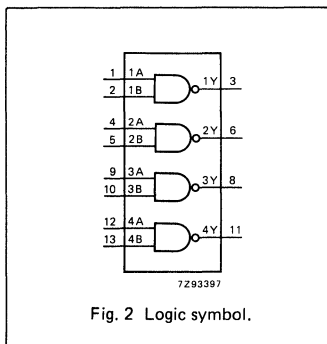 1 1A 1Y 3
2 1B
4 2A 2Y 6
5 2B
9 3A 3Y 8
10 3B
12 4A 4Y 11
13 4B
7Z93397
Fig. 2 Logic symbol.